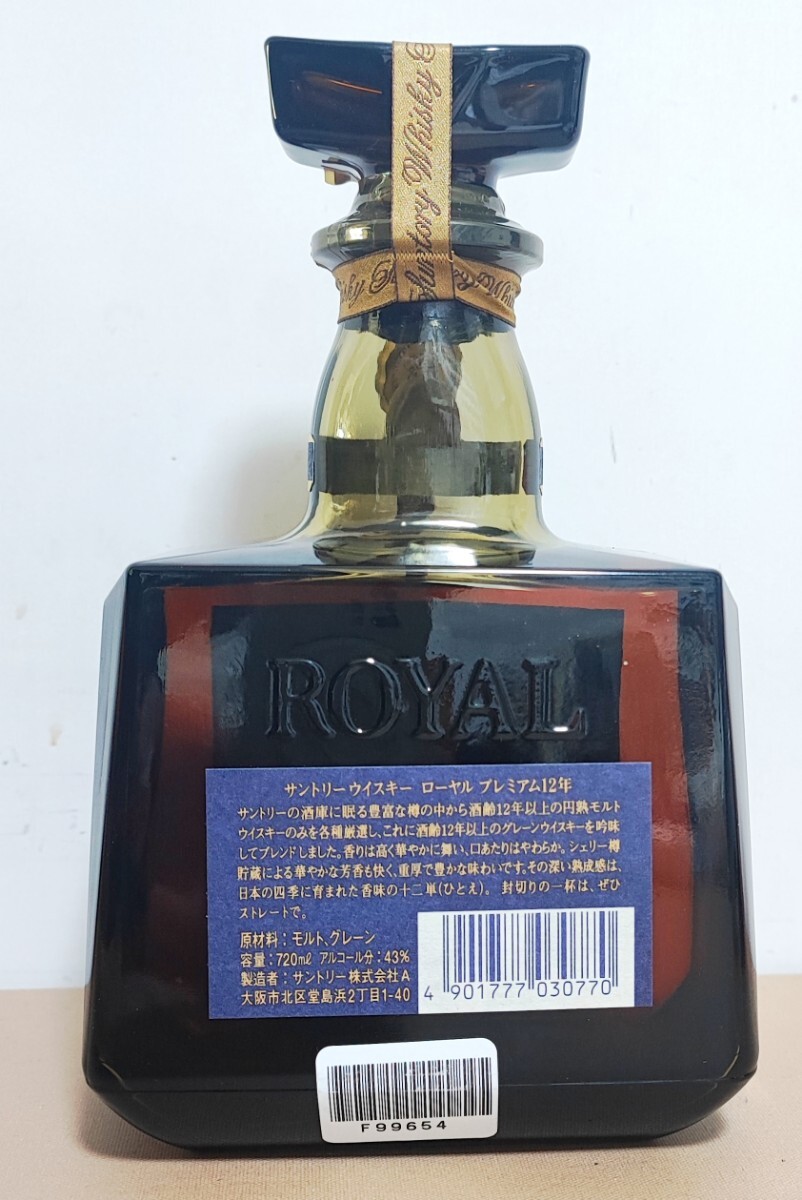 Suntory Whisky
ROYAL
サントリー ウイスキー ローヤル プレミアム12年
サントリーの酒庫に眠る豊富な樽の中から酒齢12年以上の円熟モルト
ウイスキーのみを各種厳選し、これに酒齢12年以上のグレーンウイスキーを吟味
してブレンドしました。香りは高く華やかに舞い、口あたりはやわらか。シェリー樽
貯蔵による華やかな芳香も快く、重厚で豊かな味わいです。その深い熟成感は、
日本の四季に育まれた香味の十二単(ひとえ)。 封切りの一杯は、ぜひ
ストレートで。
原材料：モルト、グレーン
容量：720ml アルコール分：43%
製造者：サントリー株式会社A
大阪市北区堂島浜2丁目1-40
4 901777 030770
F99654